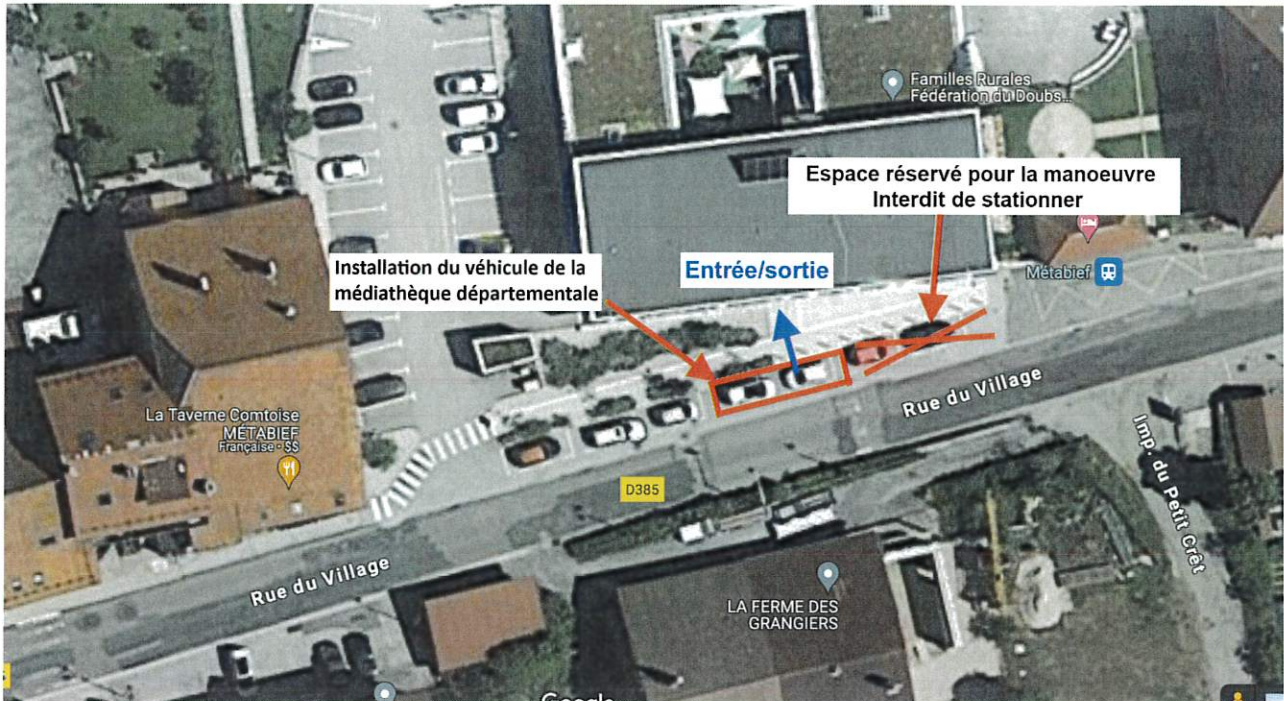 Familles Rurales
Fédération du Doubs...
Espace réservé pour la manoeuvre
Interdit de stationner
Installation du véhicule de la
médiathèque départementale
Entrée/sortie
Métabief
La Taverne Comtoise
MÉTABIEF
Française • $$
Rue du Village
D385
Imp. du Petit Crêt
Rue du Village
LA FERME DES
GRANGIERS
Google